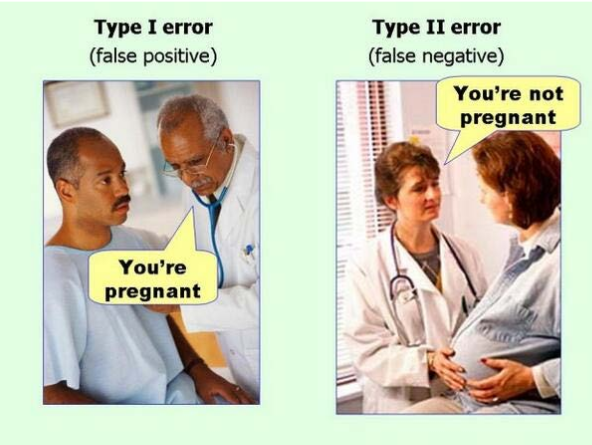 Type I error
(false positive)
You're
pregnant
Type II error
(false negative)
You're not
pregnant